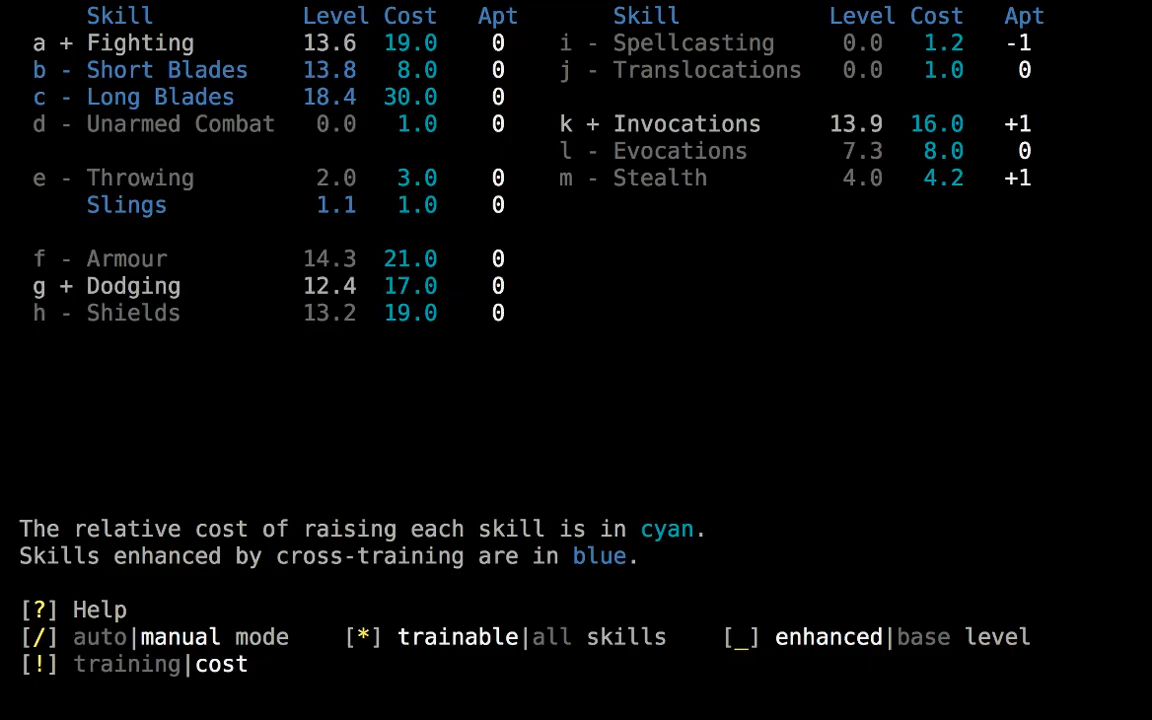 Skill Level Cost Apt Skill Level Cost Apt
a + Fighting 13.6 19.0 0 i - Spellcasting 0.0 1.2 -1
b - Short Blades 13.8 8.0 0 j - Translocations 0.0 1.0 0
c - Long Blades 18.4 30.0 0
d - Unarmed Combat 0.0 1.0 0 k + Invocations 13.9 16.0 +1
l - Evocations 7.3 8.0 0
e - Throwing 2.0 3.0 0 m - Stealth 4.0 4.2 +1
Slings 1.1 1.0 0
f - Armour 14.3 21.0 0
g + Dodging 12.4 17.0 0
h - Shields 13.2 19.0 0
The relative cost of raising each skill is in cyan.
Skills enhanced by cross-training are in blue.
[?] Help
[/] auto|manual mode [*] trainable|all skills [_] enhanced|base level
[!] training|cost